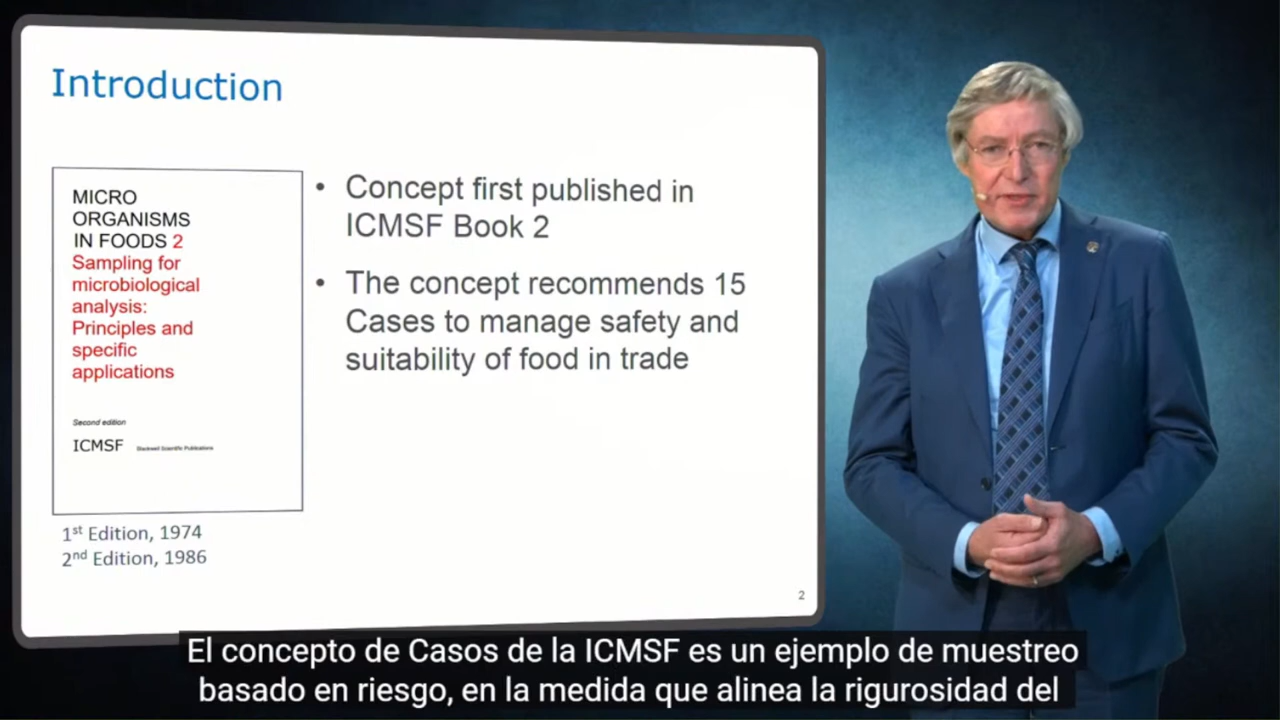 Introduction
MICRO
ORGANISMS
IN FOODS 2
Sampling for
microbiological
analysis:
Principles and
specific
applications
Second edition
ICMSF Blackwell Scientific Publications
1st Edition, 1974
2nd Edition, 1986
• Concept first published in
ICMSF Book 2
• The concept recommends 15
Cases to manage safety and
suitability of food in trade
2
El concepto de Casos de la ICMSF es un ejemplo de muestreo
basado en riesgo, en la medida que alinea la rigurosidad del